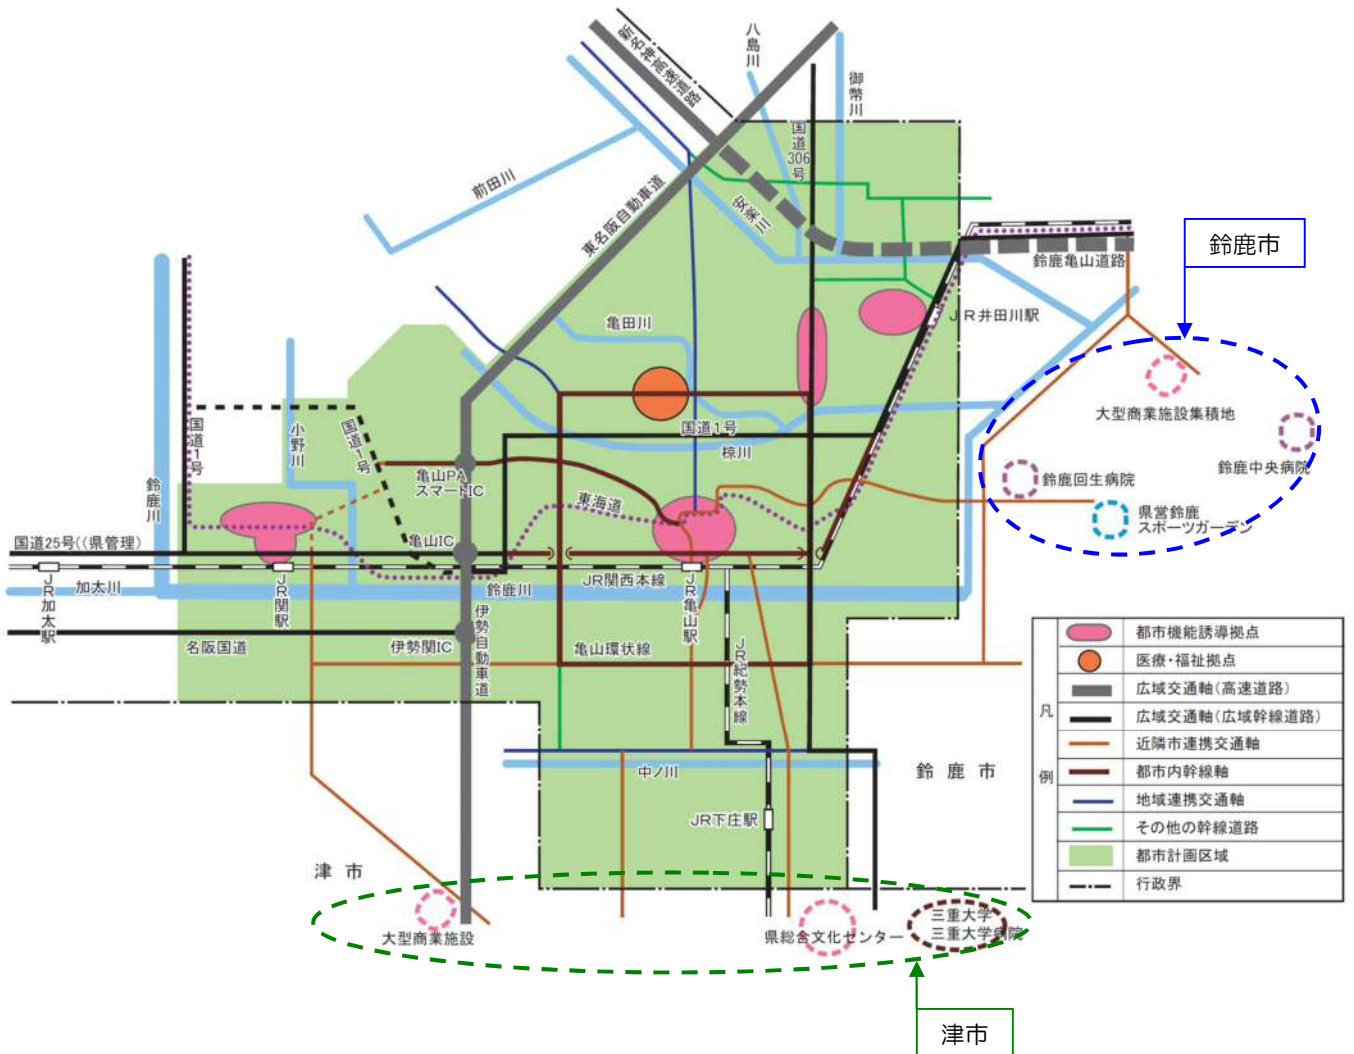 新名神高速道路
八島川
御幣川
国道306号
前田川
東名阪自動車道
安楽川
鈴鹿市
鈴鹿亀山道路
JR井田川駅
亀田川
大型商業施設集積地
国道1号
小野川
国道1号
国道1号
椋川
鈴鹿中央病院
鈴鹿回生病院
亀山PA
スマートIC
鈴鹿川
東海道
県営鈴鹿
スポーツガーデン
国道25号((県管理)
亀山IC
JR加太駅
加太川
JR関駅
鈴鹿川
JR関西本線
JR亀山駅
名阪国道
伊勢関IC
伊勢自動車道
亀山環状線
JR紀勢本線
凡例
都市機能誘導拠点
医療・福祉拠点
広域交通軸(高速道路)
広域交通軸(広域幹線道路)
近隣市連携交通軸
都市内幹線軸
地域連携交通軸
その他の幹線道路
都市計画区域
行政界
中ノ川
鈴鹿市
JR下庄駅
津市
大型商業施設
県総合文化センター
三重大学
三重大学病院
津市